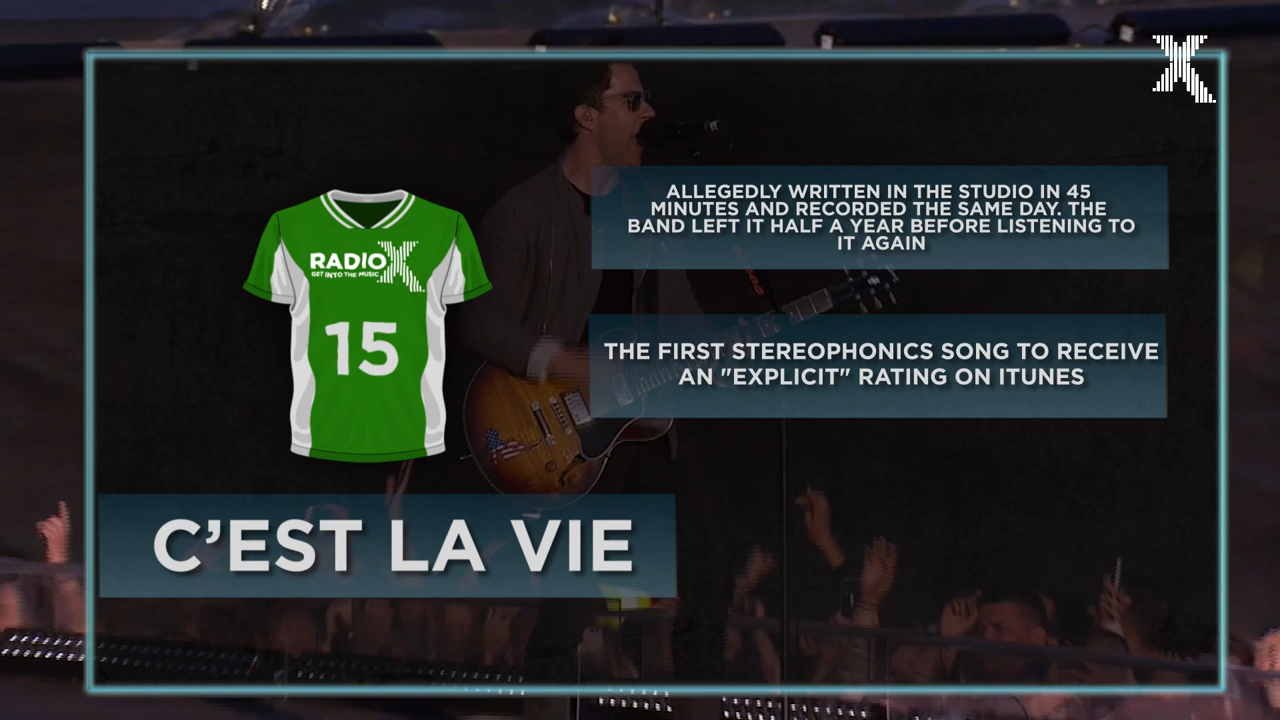 RADIO X
GET INTO THE MUSIC
15
C’EST LA VIE
ALLEGEDLY WRITTEN IN THE STUDIO IN 45
MINUTES AND RECORDED THE SAME DAY. THE
BAND LEFT IT HALF A YEAR BEFORE LISTENING TO
IT AGAIN
THE FIRST STEREOPHONICS SONG TO RECEIVE
AN "EXPLICIT" RATING ON ITUNES
X